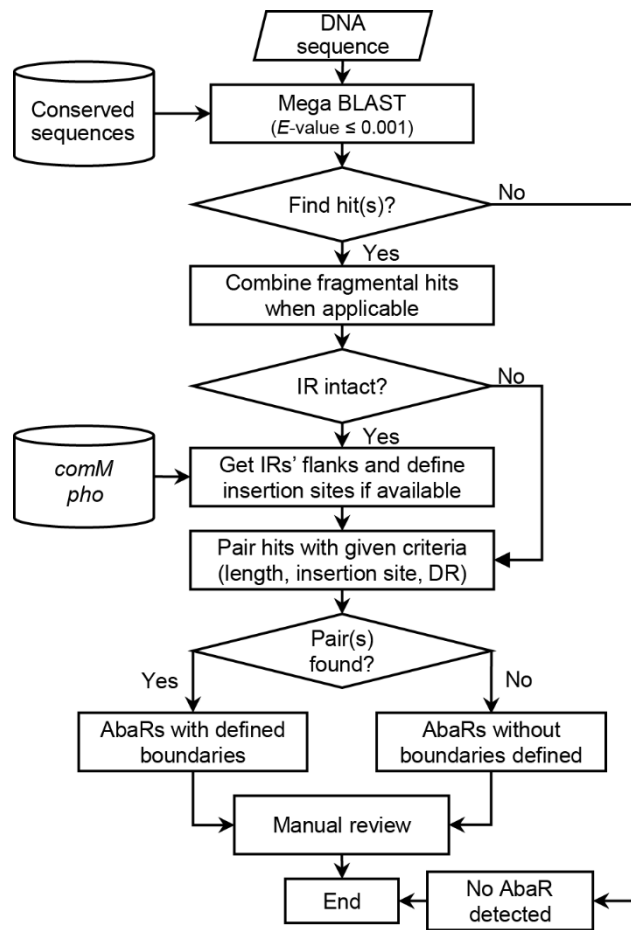 DNA
sequence
Conserved
sequences
Mega BLAST
(E-value ≤ 0.001)
Find hit(s)?
No
Yes
Combine fragmental hits
when applicable
IR intact?
No
Yes
comM
pho
Get IRs’ flanks and define
insertion sites if available
Pair hits with given criteria
(length, insertion site, DR)
Pair(s)
found?
Yes
No
AbaRs with defined
boundaries
AbaRs without
boundaries defined
Manual review
End
No AbaR
detected